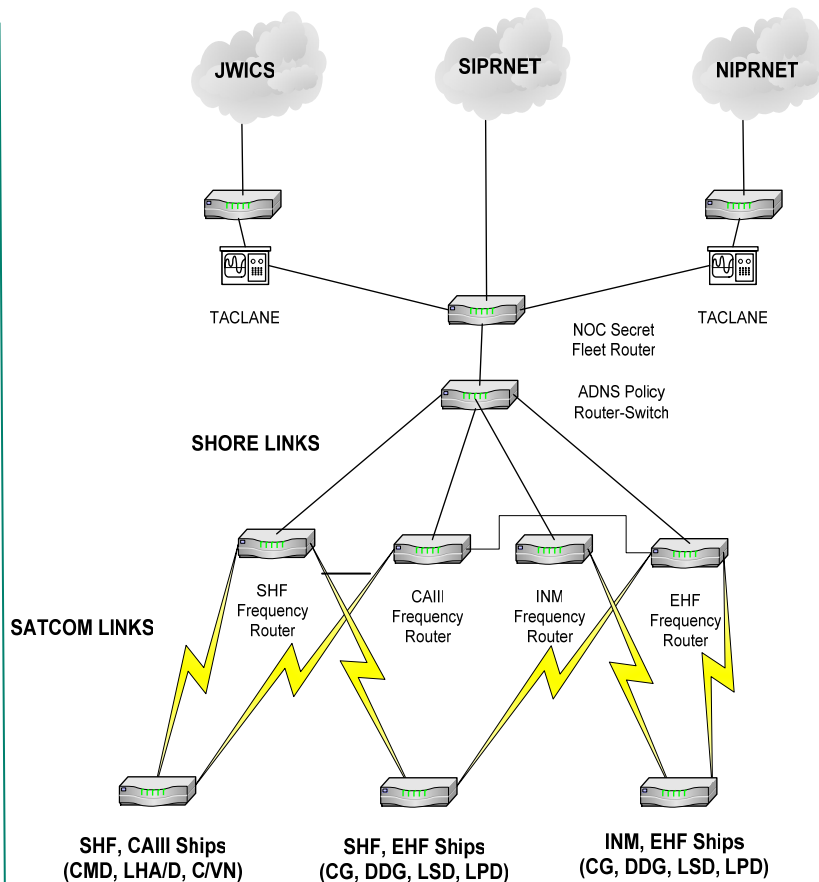 JWICS
SIPRNET
NIPRNET
TACLANE
TACLANE
NOC Secret
Fleet Router
ADNS Policy
Router-Switch
SHORE LINKS
SHF
Frequency
Router
CAIII
Frequency
Router
INM
Frequency
Router
EHF
Frequency
Router
SATCOM LINKS
SHF, CAIII Ships
(CMD, LHA/D, C/VN)
SHF, EHF Ships
(CG, DDG, LSD, LPD)
INM, EHF Ships
(CG, DDG, LSD, LPD)